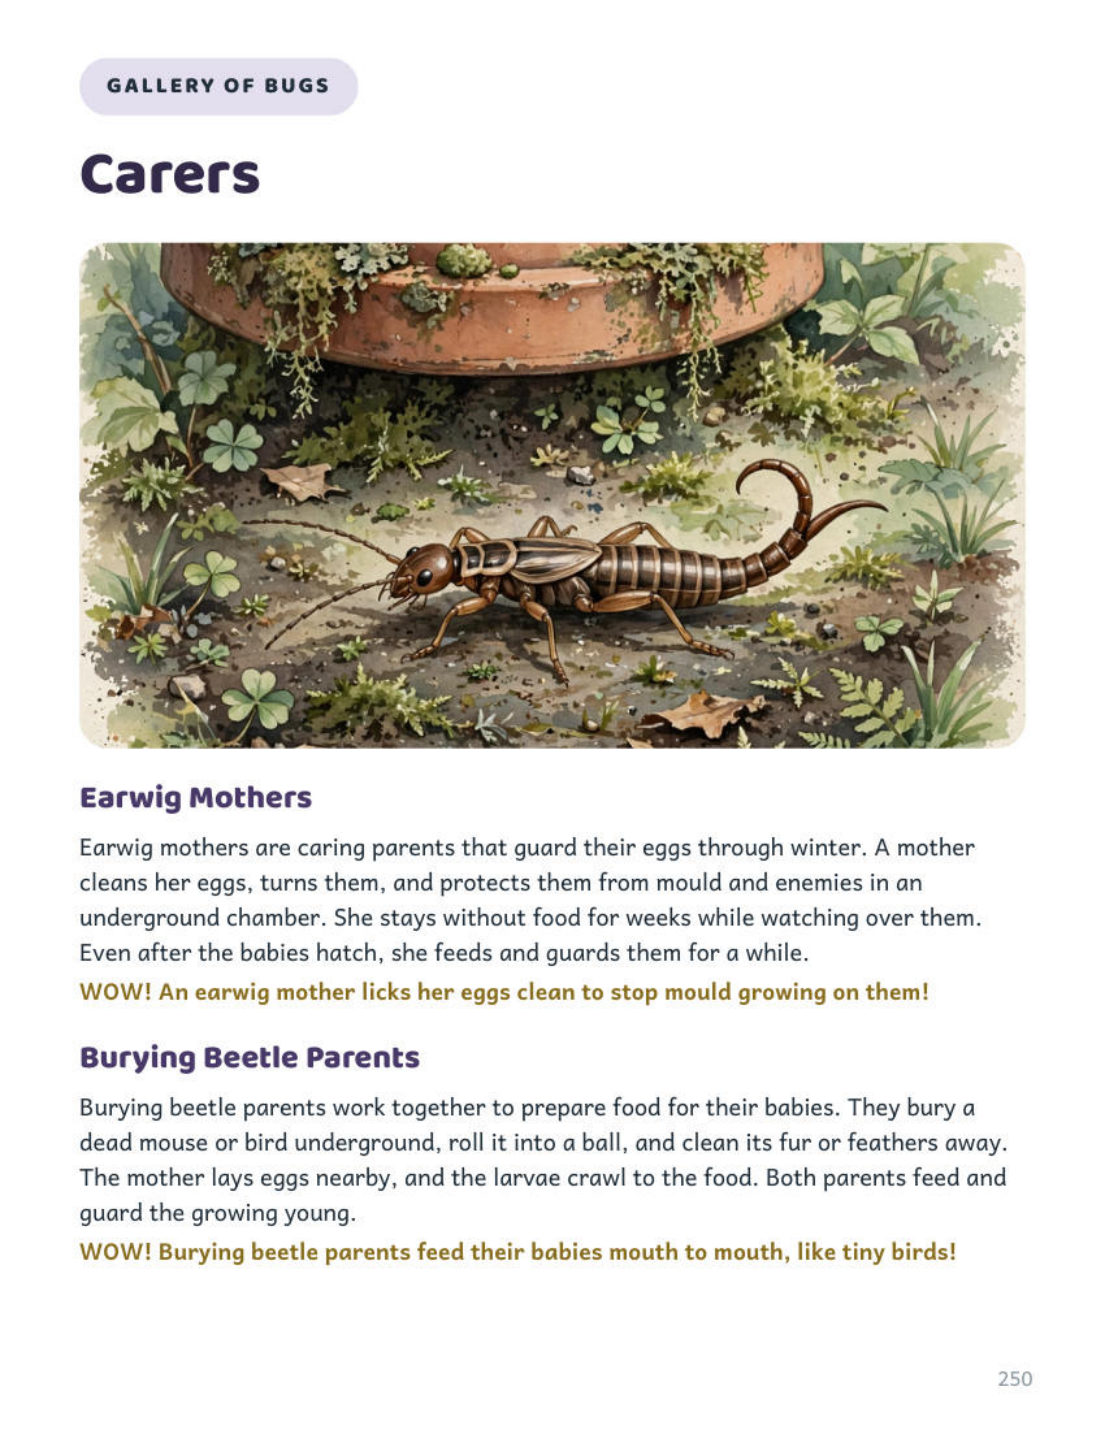 GALLERY OF BUGS
Carers
Earwig Mothers
Earwig mothers are caring parents that guard their eggs through winter. A mother
cleans her eggs, turns them, and protects them from mould and enemies in an
underground chamber. She stays without food for weeks while watching over them.
Even after the babies hatch, she feeds and guards them for a while.
WOW! An earwig mother licks her eggs clean to stop mould growing on them!
Burying Beetle Parents
Burying beetle parents work together to prepare food for their babies. They bury a
dead mouse or bird underground, roll it into a ball, and clean its fur or feathers away.
The mother lays eggs nearby, and the larvae crawl to the food. Both parents feed and
guard the growing young.
WOW! Burying beetle parents feed their babies mouth to mouth, like tiny birds!
250